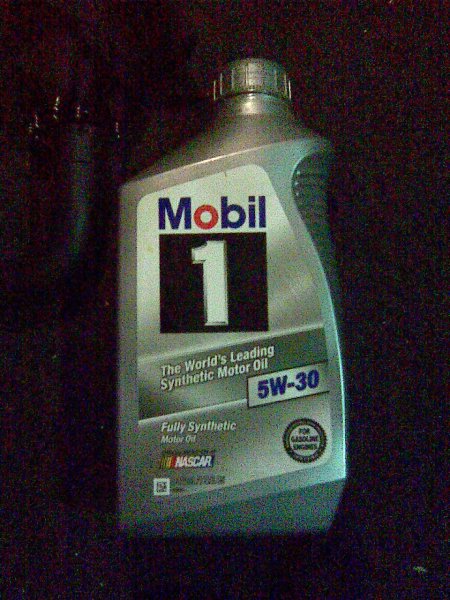 Mobil
1
The World's Leading
Synthetic Motor Oil
5W-30
Fully Synthetic
Motor Oil
FOR
GASOLINE
ENGINES
NASCAR